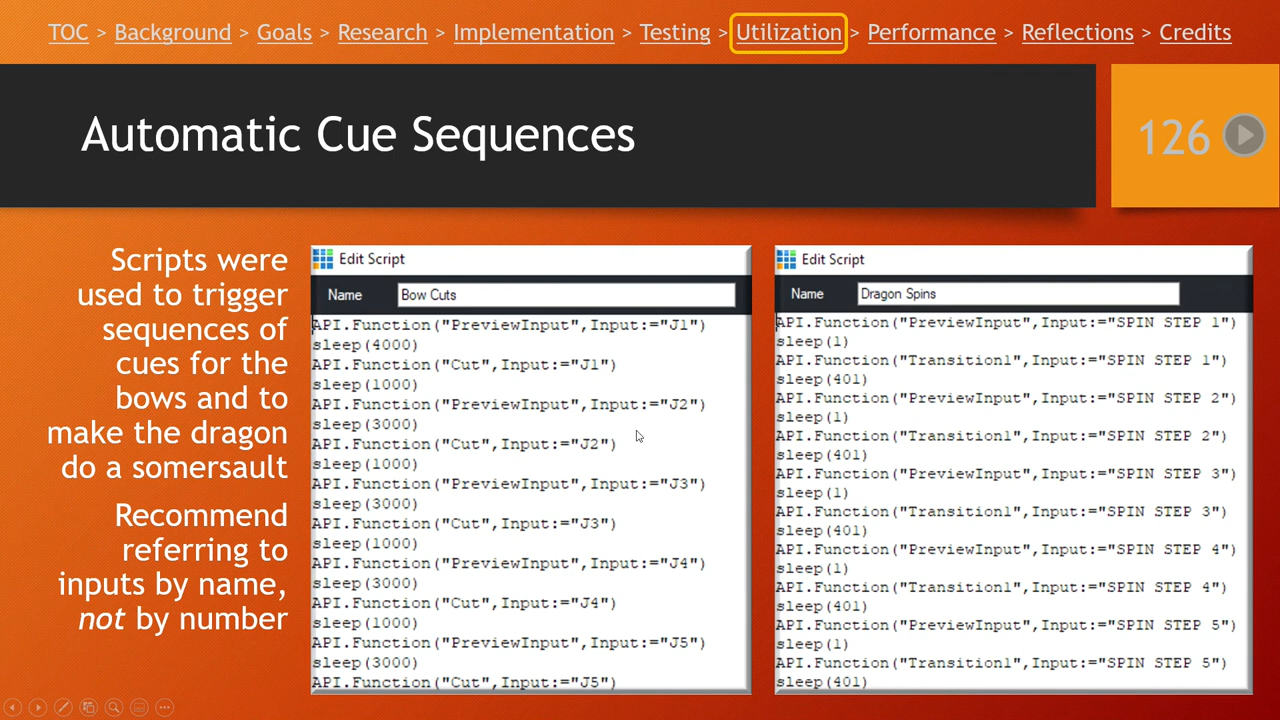 TOC > Background > Goals > Research > Implementation > Testing > Utilization > Performance > Reflections > Credits
Automatic Cue Sequences
126
Scripts were
used to trigger
sequences of
cues for the
bows and to
make the dragon
do a somersault
Recommend
referring to
inputs by name,
not by number
Edit Script
Name Bow Cuts
API.Function("PreviewInput",Input:="J1")
sleep(4000)
API.Function("Cut",Input:="J1")
sleep(1000)
API.Function("PreviewInput",Input:="J2")
sleep(3000)
API.Function("Cut",Input:="J2")
sleep(1000)
API.Function("PreviewInput",Input:="J3")
sleep(3000)
API.Function("Cut",Input:="J3")
sleep(1000)
API.Function("PreviewInput",Input:="J4")
sleep(3000)
API.Function("Cut",Input:="J4")
sleep(1000)
API.Function("PreviewInput",Input:="J5")
sleep(3000)
API.Function("Cut",Input:="J5")
Edit Script
Name Dragon Spins
API.Function("PreviewInput",Input:="SPIN STEP 1")
sleep(1)
API.Function("Transition1",Input:="SPIN STEP 1")
sleep(401)
API.Function("PreviewInput",Input:="SPIN STEP 2")
sleep(1)
API.Function("Transition1",Input:="SPIN STEP 2")
sleep(401)
API.Function("PreviewInput",Input:="SPIN STEP 3")
sleep(1)
API.Function("Transition1",Input:="SPIN STEP 3")
sleep(401)
API.Function("PreviewInput",Input:="SPIN STEP 4")
sleep(1)
API.Function("Transition1",Input:="SPIN STEP 4")
sleep(401)
API.Function("PreviewInput",Input:="SPIN STEP 5")
sleep(1)
API.Function("Transition1",Input:="SPIN STEP 5")
sleep(401)